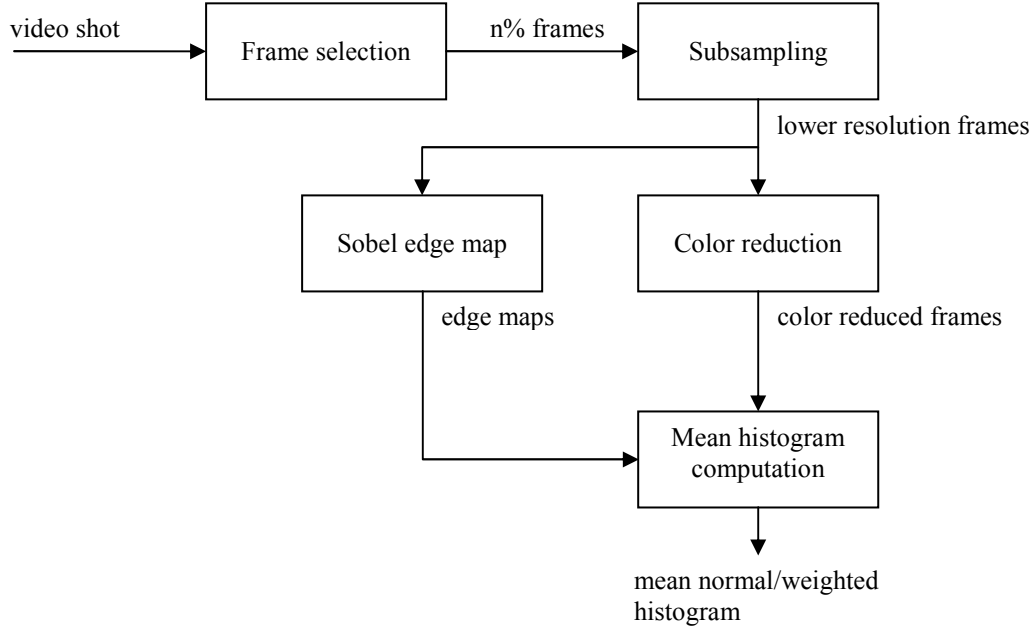 video shot
n% frames
Frame selection
Subsampling
lower resolution frames
Sobel edge map
Color reduction
edge maps
color reduced frames
Mean histogram
computation
mean normal/weighted
histogram